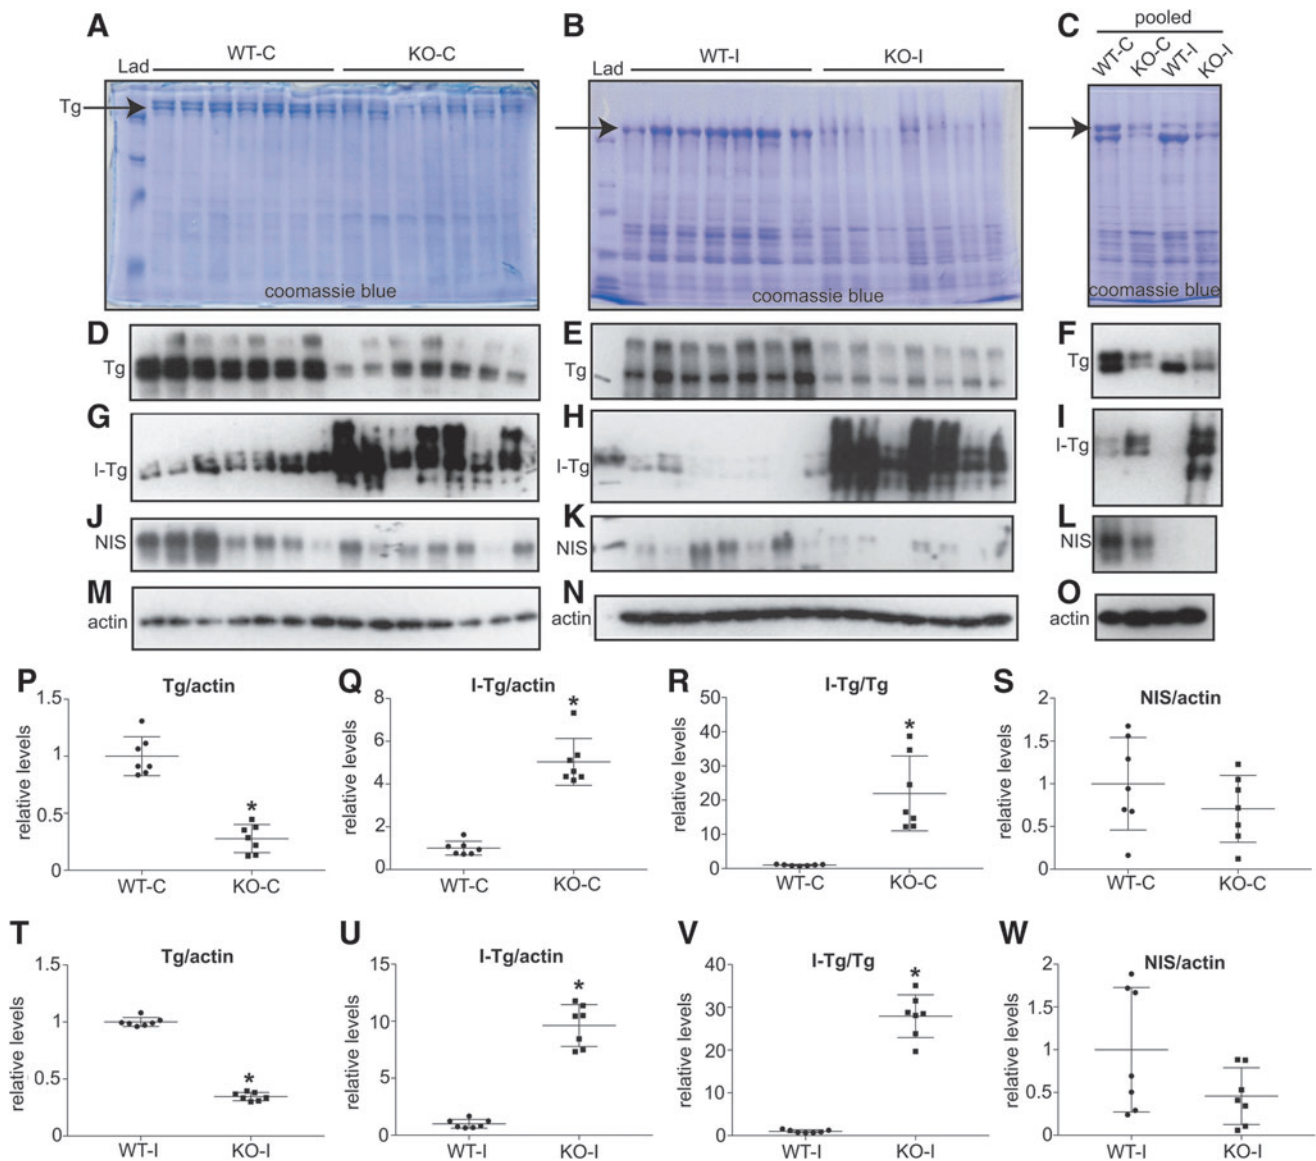 A
B
C
pooled
WT-C
KO-C
WT-I
KO-I
WT-C
KO-C
WT-I
KO-I
Lad
Lad
Tg
coomassie blue
coomassie blue
coomassie blue
D
E
F
Tg
Tg
Tg
G
H
I
I-Tg
I-Tg
I-Tg
J
K
L
NIS
NIS
NIS
M
N
O
actin
actin
actin
P
Tg/actin
relative levels
1.5
1
0.5
0
WT-C
KO-C
*
Q
I-Tg/actin
relative levels
8
6
4
2
0
WT-C
KO-C
*
R
I-Tg/Tg
relative levels
50
40
30
20
10
0
WT-C
KO-C
*
S
NIS/actin
relative levels
2
1.5
1
0.5
0
WT-C
KO-C
T
Tg/actin
relative levels
1.5
1
0.5
0
WT-I
KO-I
*
U
I-Tg/actin
relative levels
15
10
5
0
WT-I
KO-I
*
V
I-Tg/Tg
relative levels
40
30
20
10
0
WT-I
KO-I
*
W
NIS/actin
relative levels
2
1.5
1
0.5
0
WT-I
KO-I